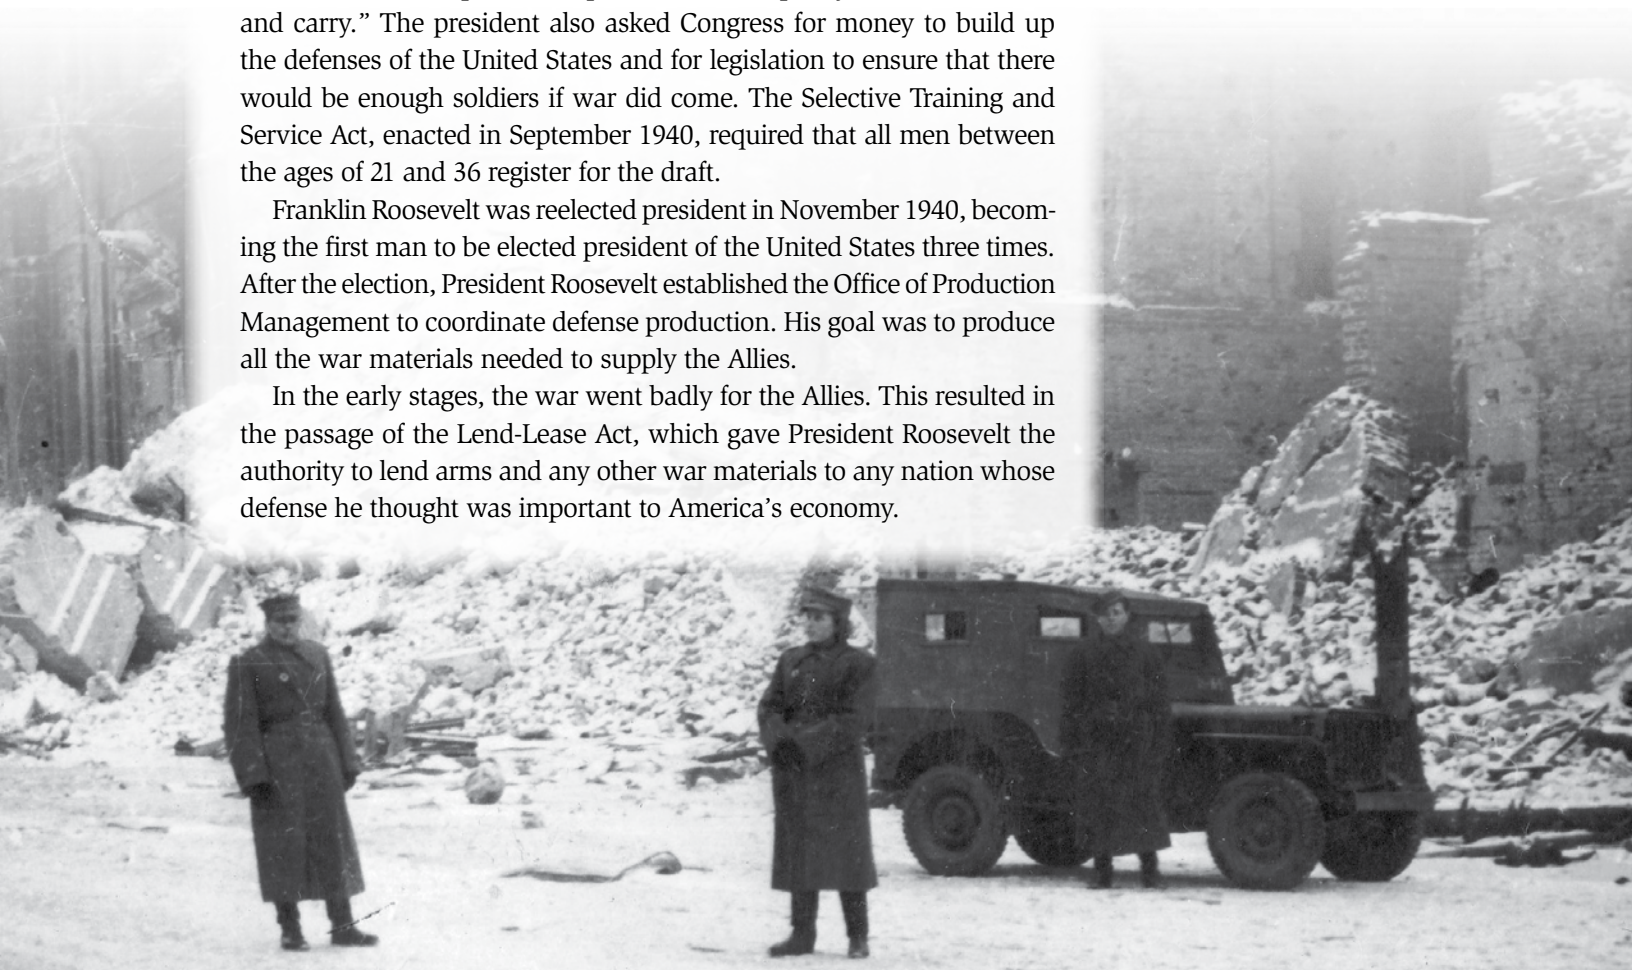 and carry.” The president also asked Congress for money to build up
the defenses of the United States and for legislation to ensure that there
would be enough soldiers if war did come. The Selective Training and
Service Act, enacted in September 1940, required that all men between
the ages of 21 and 36 register for the draft.
Franklin Roosevelt was reelected president in November 1940, becom-
ing the first man to be elected president of the United States three times.
After the election, President Roosevelt established the Office of Production
Management to coordinate defense production. His goal was to produce
all the war materials needed to supply the Allies.
In the early stages, the war went badly for the Allies. This resulted in
the passage of the Lend-Lease Act, which gave President Roosevelt the
authority to lend arms and any other war materials to any nation whose
defense he thought was important to America’s economy.